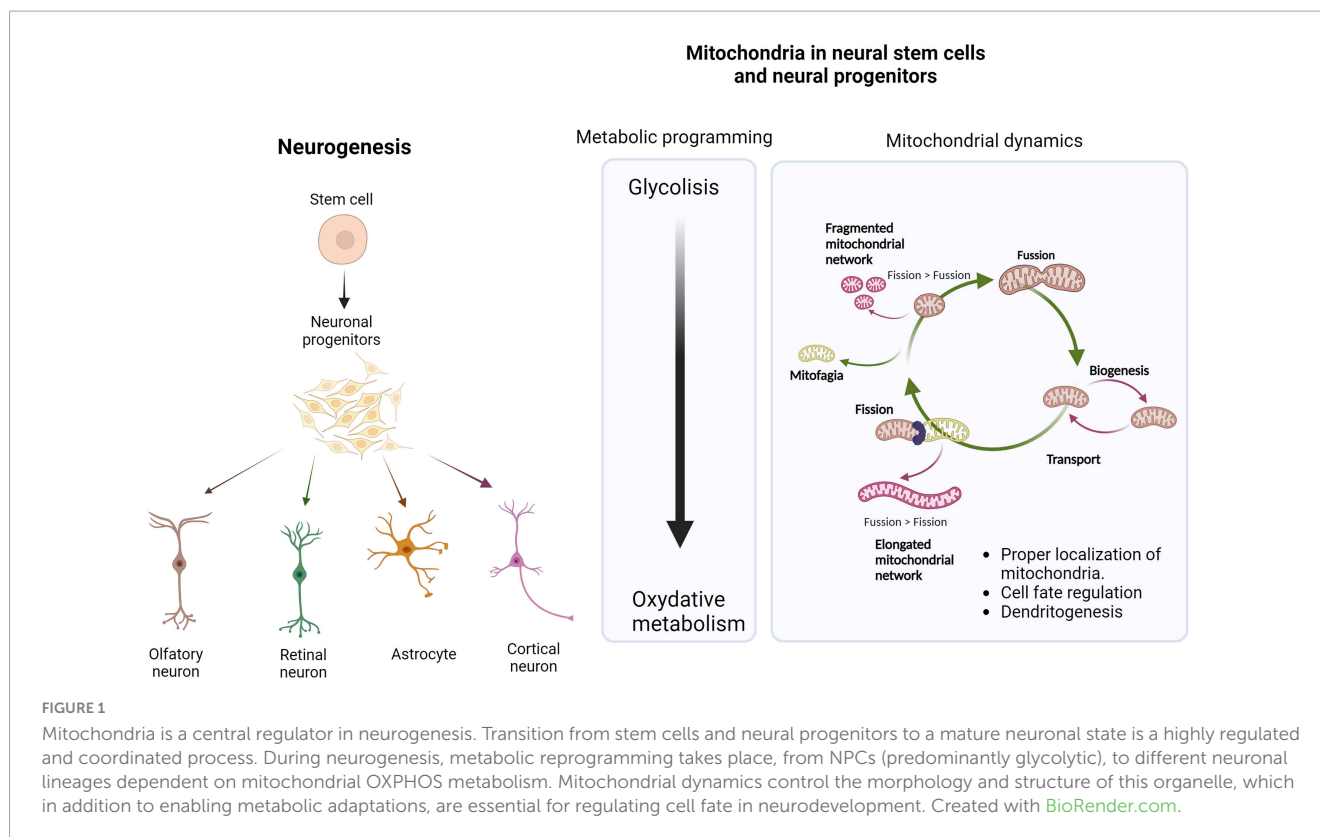 Mitochondria in neural stem cells
and neural progenitors
Neurogenesis
Stem cell
Neuronal
progenitors
Olfatory
neuron
Retinal
neuron
Astrocyte
Cortical
neuron
Metabolic programming
Glycolisis
Oxydative
metabolism
Mitochondrial dynamics
Fragmented
mitochondrial
network
Fission > Fussion
Fussion
Mitofagia
Biogenesis
Fission
Transport
Fussion > Fission
Elongated
mitochondrial
network
• Proper localization of
mitochondria.
• Cell fate regulation
• Dendritogenesis
FIGURE 1
Mitochondria is a central regulator in neurogenesis. Transition from stem cells and neural progenitors to a mature neuronal state is a highly regulated
and coordinated process. During neurogenesis, metabolic reprogramming takes place, from NPCs (predominantly glycolytic), to different neuronal
lineages dependent on mitochondrial OXPHOS metabolism. Mitochondrial dynamics control the morphology and structure of this organelle, which
in addition to enabling metabolic adaptations, are essential for regulating cell fate in neurodevelopment. Created with BioRender.com.